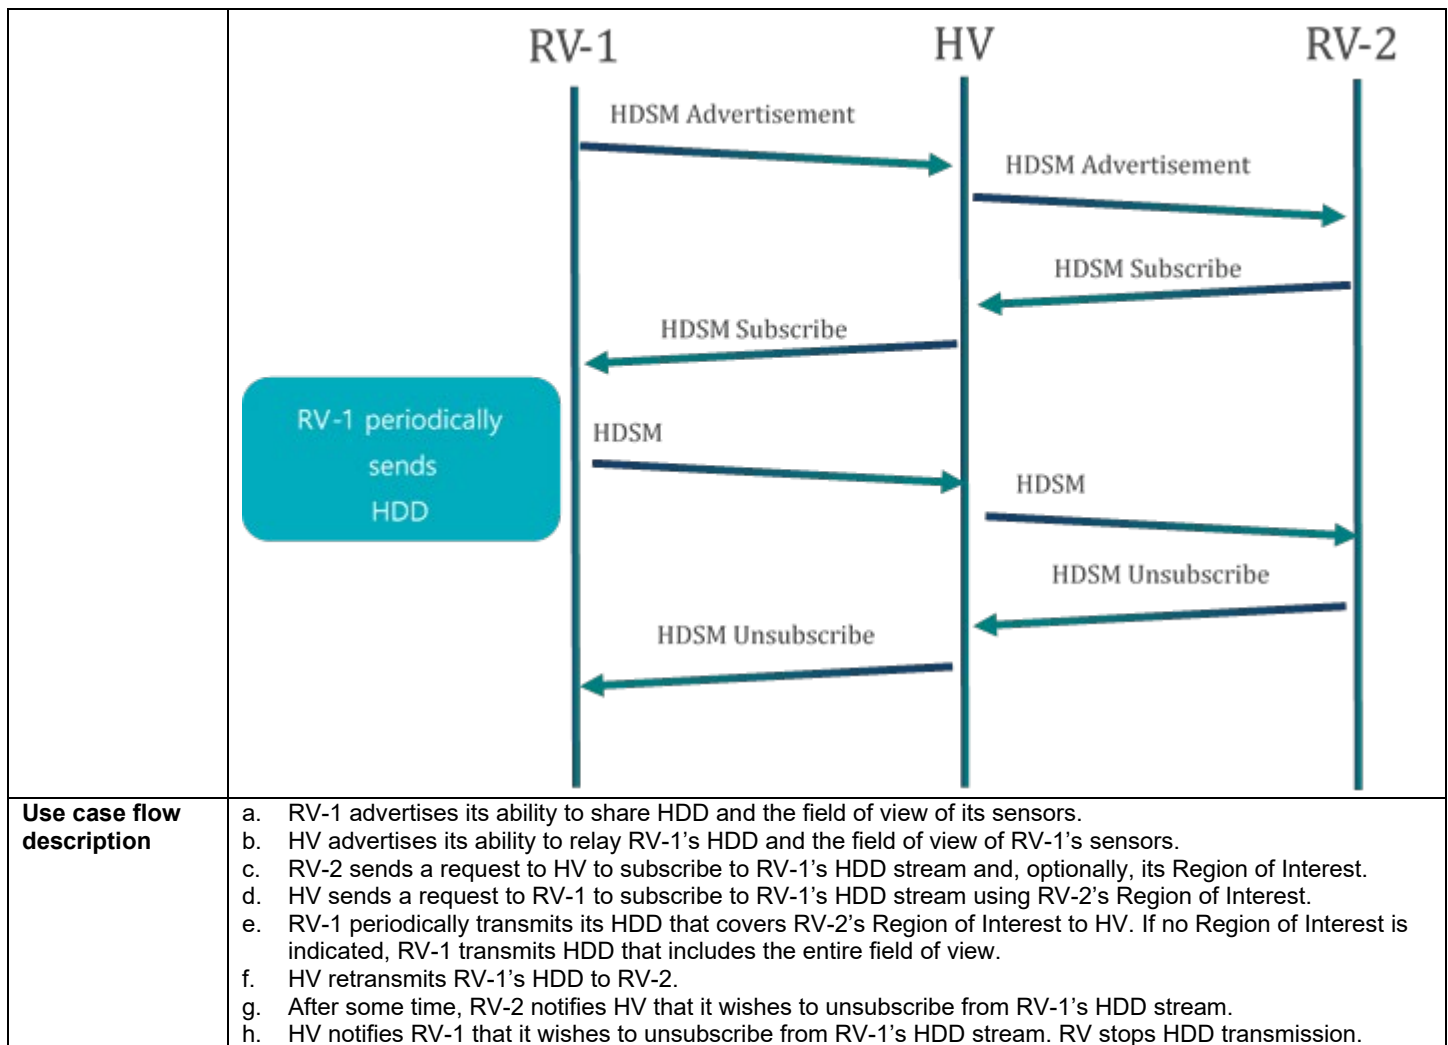 RV-1 HV RV-2
HDSM Advertisement
HDSM Advertisement
HDSM Subscribe
HDSM Subscribe
RV-1 periodically
sends
HDD
HDSM
HDSM
HDSM Unsubscribe
HDSM Unsubscribe
Use case flow
description
a. RV-1 advertises its ability to share HDD and the field of view of its sensors.
b. HV advertises its ability to relay RV-1’s HDD and the field of view of RV-1’s sensors.
c. RV-2 sends a request to HV to subscribe to RV-1’s HDD stream and, optionally, its Region of Interest.
d. HV sends a request to RV-1 to subscribe to RV-1’s HDD stream using RV-2’s Region of Interest.
e. RV-1 periodically transmits its HDD that covers RV-2’s Region of Interest to HV. If no Region of Interest is
indicated, RV-1 transmits HDD that includes the entire field of view.
f. HV retransmits RV-1’s HDD to RV-2.
g. After some time, RV-2 notifies HV that it wishes to unsubscribe from RV-1’s HDD stream.
h. HV notifies RV-1 that it wishes to unsubscribe from RV-1’s HDD stream. RV stops HDD transmission.